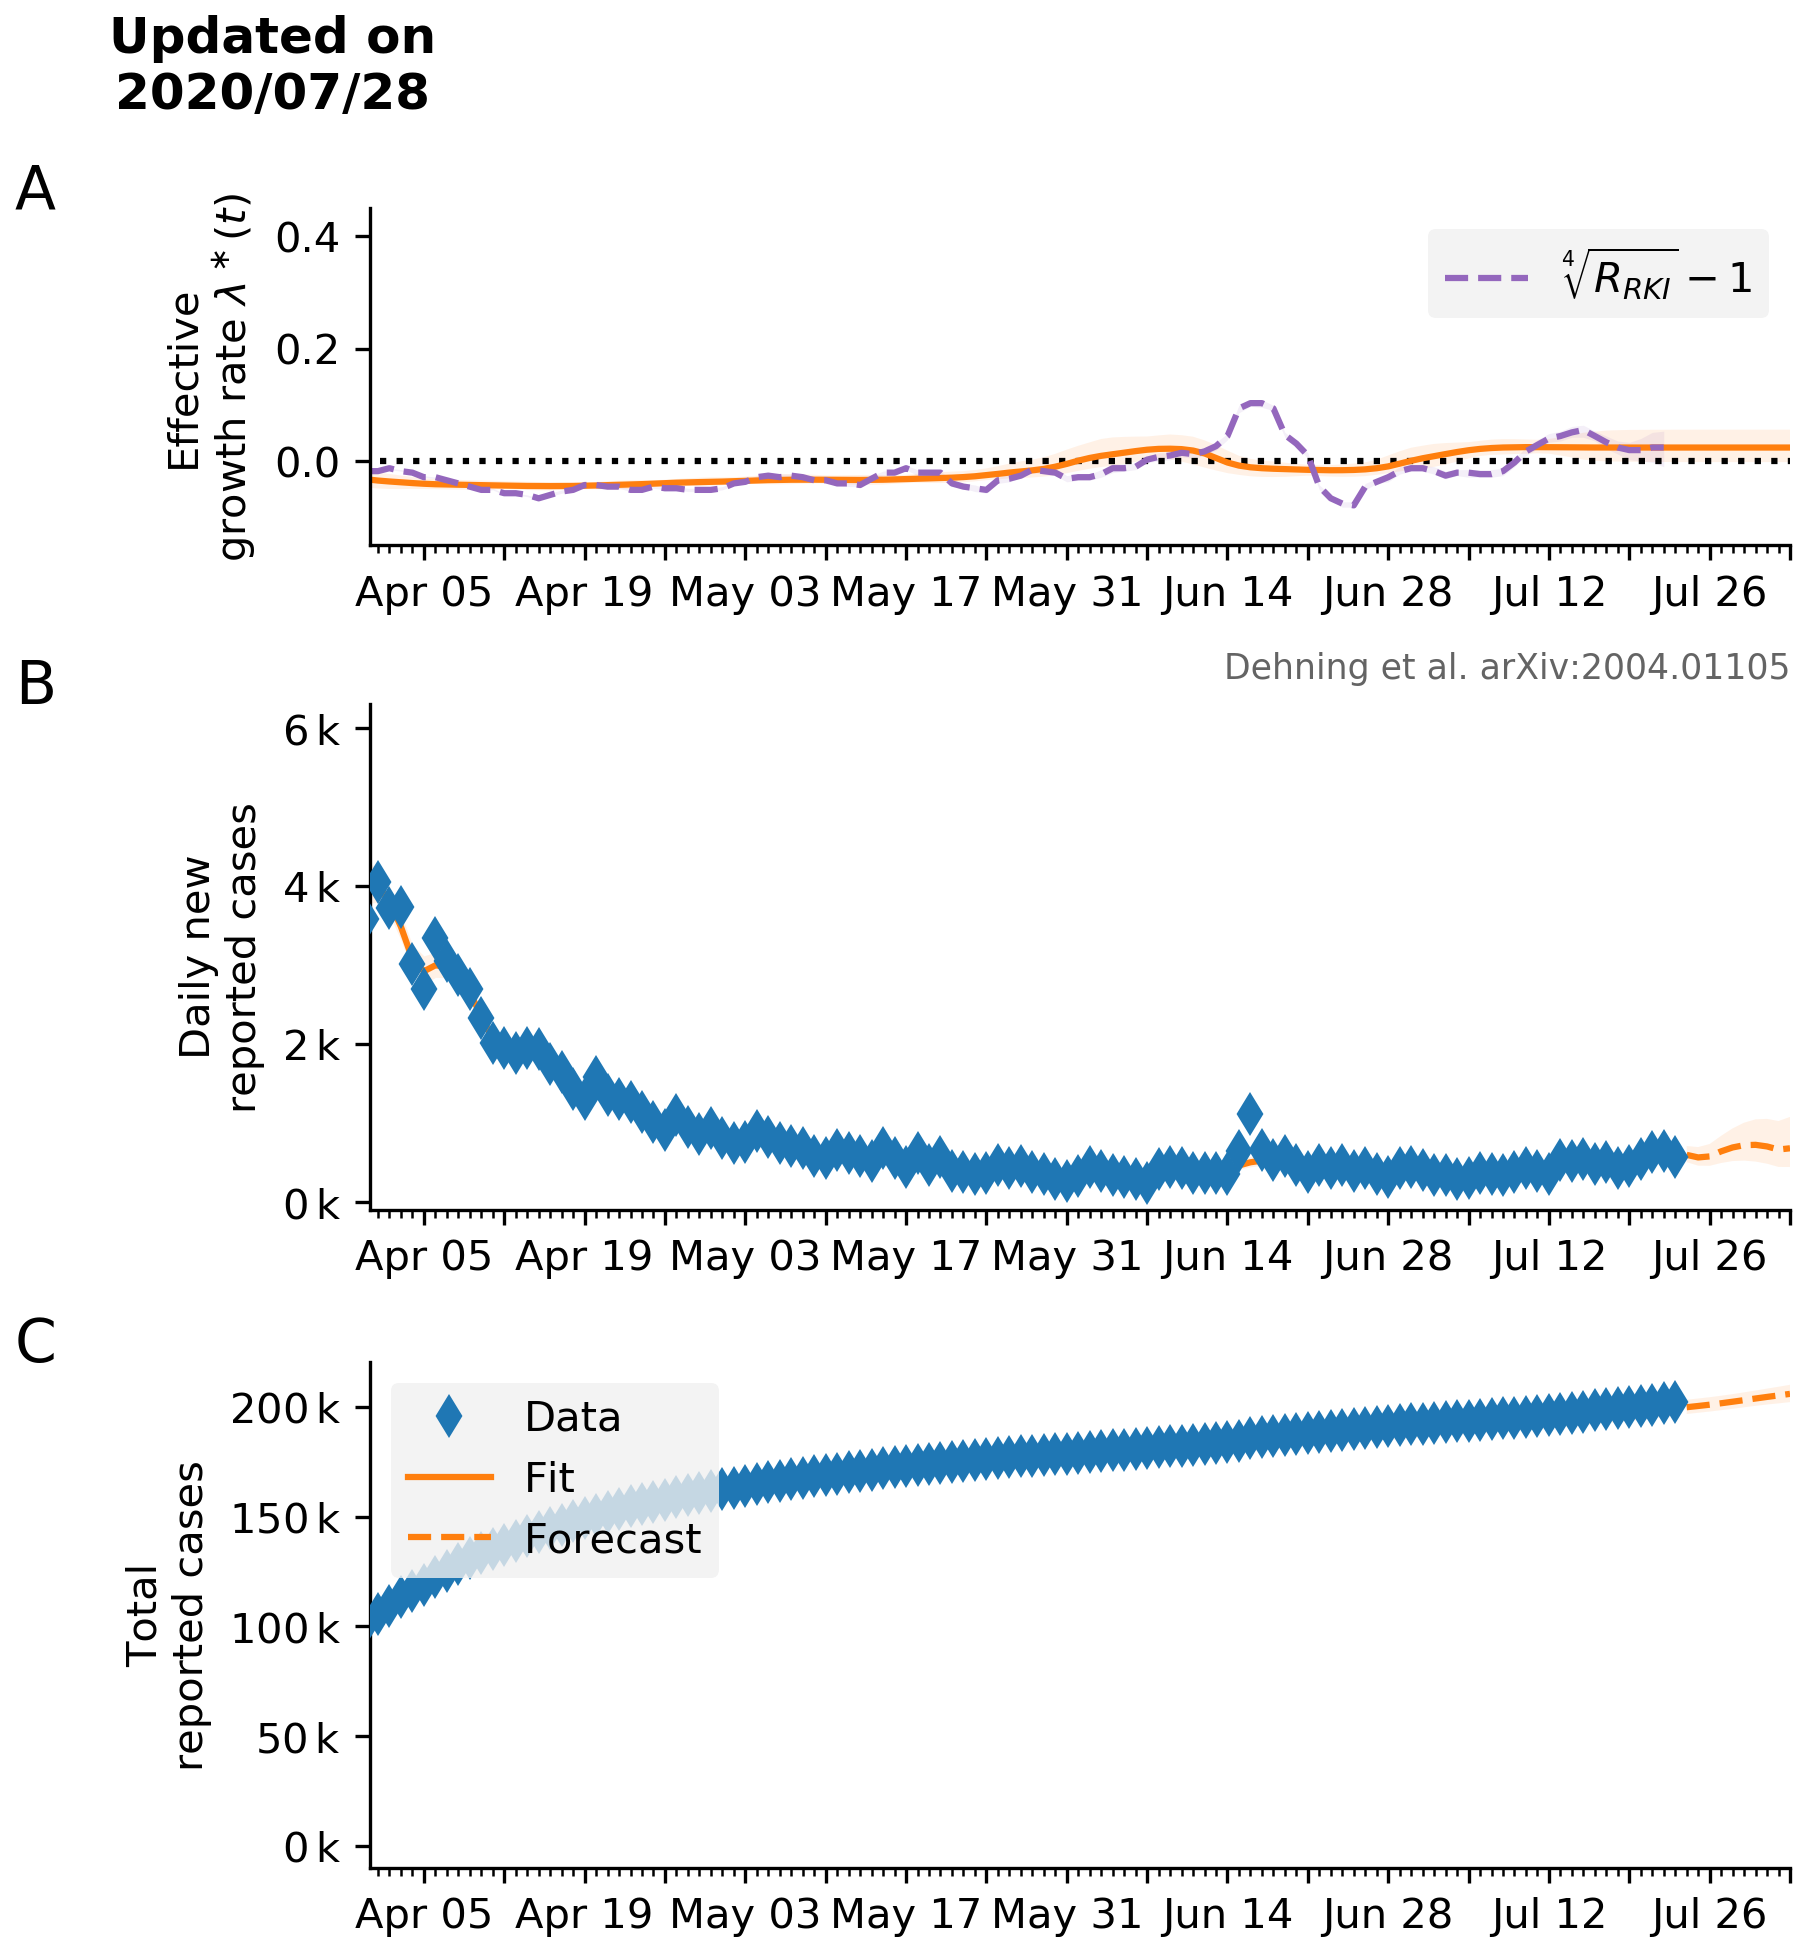 Updated on
2020/07/28
A
Effective
growth rate λ * (t)
0.4
0.2
0.0
∜R_RKI − 1
Apr 05 Apr 19 May 03 May 17 May 31 Jun 14 Jun 28 Jul 12 Jul 26
B
Dehning et al. arXiv:2004.01105
Daily new
reported cases
6 k
4 k
2 k
0 k
Apr 05 Apr 19 May 03 May 17 May 31 Jun 14 Jun 28 Jul 12 Jul 26
C
Total
reported cases
200 k
150 k
100 k
50 k
0 k
Data
Fit
Forecast
Apr 05 Apr 19 May 03 May 17 May 31 Jun 14 Jun 28 Jul 12 Jul 26